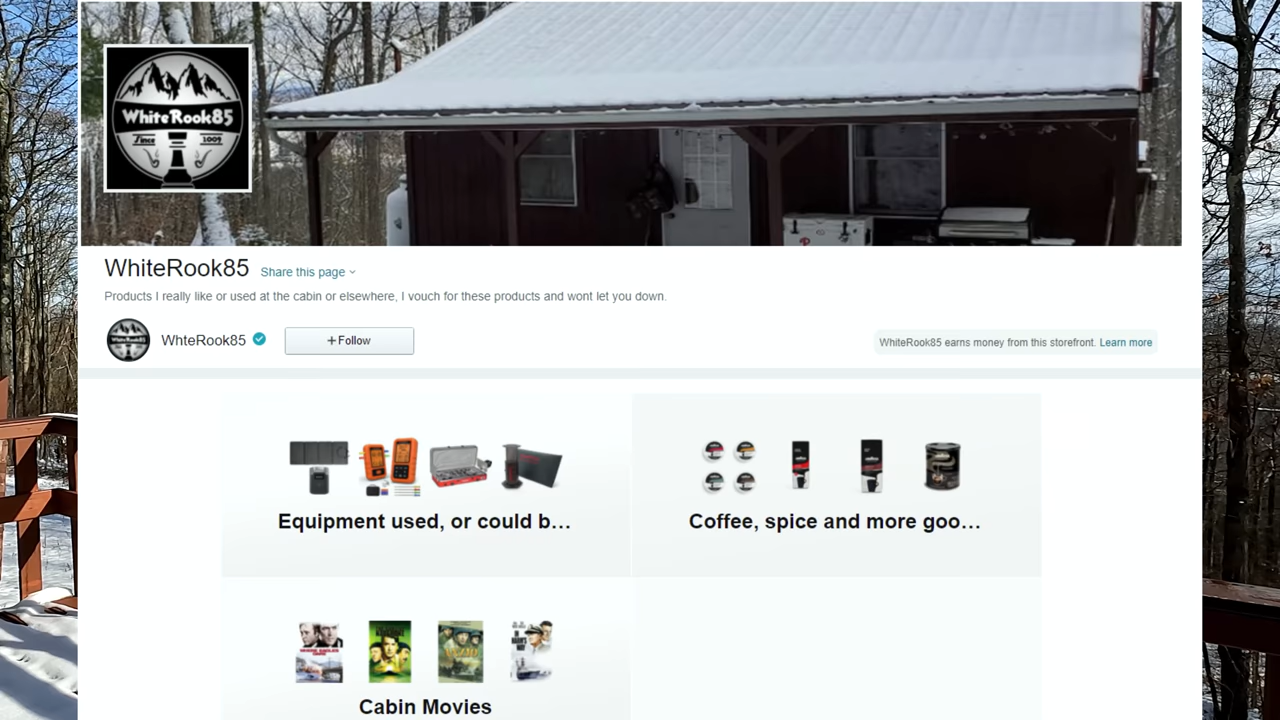 WhiteRook85
Since 2009
WhiteRook85 Share this page
Products I really like or used at the cabin or elsewhere, I vouch for these products and wont let you down.
WhteRook85
+Follow
WhiteRook85 earns money from this storefront. Learn more
Equipment used, or could b...
Coffee, spice and more goo...
Cabin Movies